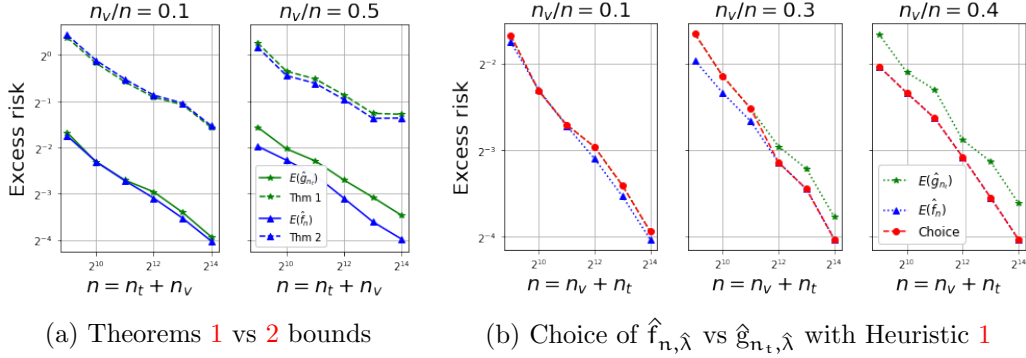 n_v/n = 0.1
n_v/n = 0.5
n_v/n = 0.1
n_v/n = 0.3
n_v/n = 0.4
Excess risk
2^0
2^{-1}
2^{-2}
2^{-3}
2^{-4}
2^{10} 2^{12} 2^{14}
n = n_t + n_v
E(ĝ_{n_t})
Thm 1
E(f̂_n)
Thm 2
2^{10} 2^{12} 2^{14}
n = n_t + n_v
Excess risk
2^{-2}
2^{-3}
2^{-4}
2^{10} 2^{12} 2^{14}
n = n_v + n_t
2^{10} 2^{12} 2^{14}
n = n_v + n_t
E(ĝ_{n_t})
E(f̂_n)
Choice
2^{10} 2^{12} 2^{14}
n = n_v + n_t
(a) Theorems 1 vs 2 bounds
(b) Choice of f̂_{n,λ̂} vs ĝ_{n_t,λ̂} with Heuristic 1